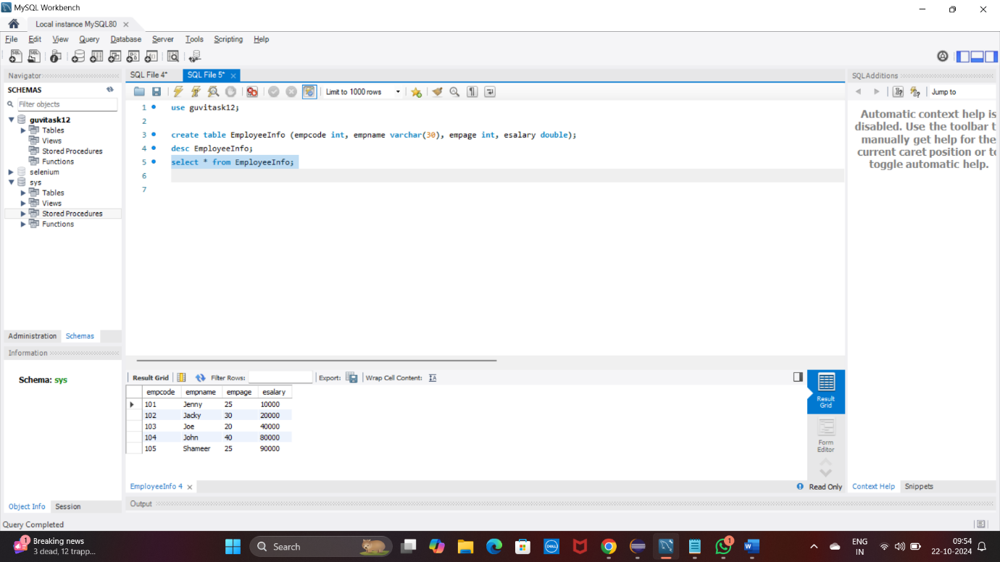 MySQL Workbench
Local instance MySQL80
File Edit View Query Database Server Tools Scripting Help
Navigator
SCHEMAS
Filter objects
guvitask12
Tables
Views
Stored Procedures
Functions
selenium
sys
Tables
Views
Stored Procedures
Functions
Administration Schemas
Information
Schema: sys
Object Info Session
Query Completed
SQL File 4* SQL File 5*
Limit to 1000 rows
1 use guvitask12;
2
3 create table EmployeeInfo (empcode int, empname varchar(30), empage int, esalary double);
4 desc EmployeeInfo;
5 select * from EmployeeInfo;
6
7
Result Grid Filter Rows: Export: Wrap Cell Content:
empcode empname empage esalary
101 Jenny 25 10000
102 Jacky 30 20000
103 Joe 20 40000
104 John 40 80000
105 Shameer 25 90000
Result
Grid
Form
Editor
EmployeeInfo 4
Read Only
Output
SQLAdditions
Jump to
Automatic context help is
disabled. Use the toolbar t
manually get help for the
current caret position or to
toggle automatic help.
Context Help Snippets
1
Breaking news
3 dead, 12 trapp...
Search
DELL
1
ENG
IN
09:54
22-10-2024